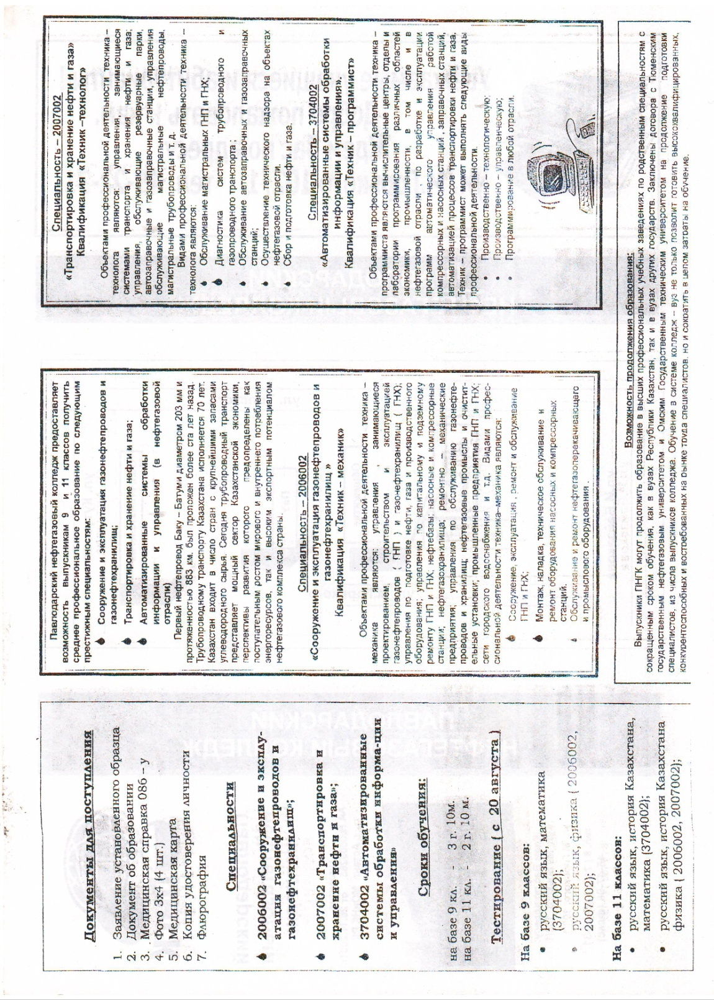 Документы для поступления
1. Заявление установленного образца
2. Документ об образовании
3. Медицинская справка 086 – у
4. Фото 3x4 (4 шт.)
5. Медицинская карта
6. Копия удостоверения личности
7. Флюрография
Специальности
2006002 «Сооружение и эксплу-
атация газонефтепроводов и
газонефтехранилищ»;
2007002 «Транспортировка и
хранение нефти и газа»;
3704002 «Автоматизированные
системы обработки информа-ции
и управления»
Сроки обучения:
на базе 9 кл. - 3 г. 10м.
на базе 11 кл. - 2 г. 10 м.
Тестирование ( с 20 августа )
На базе 9 классов:
• русский язык, математика
(3704002);
• русский язык, физика ( 2006002,
2007002);
На базе 11 классов:
• русский язык, история Казахстана,
математика (3704002);
• русский язык, история Казахстана
физика ( 2006002, 2007002);
Павлодарский нефтегазовый колледж предоставляет
возможность выпускникам 9 и 11 классов получить
среднее профессиональное образование по следующим
престижным специальностям:
Сооружение и эксплуатация газонефтепроводов и
газонефтехранилищ;
Транспортировка и хранение нефти и газа;
Автоматизированные системы обработки
информации и управления (в нефтегазовой
отрасли)
Первый нефтепровод Баку – Батуми диаметром 203 мм и
протяженностью 883 км. был проложен более ста лет назад.
Трубопроводному транспорту Казахстана исполняется 70 лет.
Казахстан входит в число стран с крупнейшими запасами
углеводородного сырья. Сегодня трубопроводный транспорт
представляет мощный сектор Казахстанской экономики,
перспективы развития которого предопределены как
поступательным ростом мирового и внутреннего потребления
энергоресурсов, так и высоким экспортным потенциалом
нефтегазового комплекса страны.
Специальность – 2006002
«Сооружение и эксплуатация газонефтепроводов и
газонефтехранилищ »
Квалификация «Техник – механик»
Объектами профессиональной деятельности техника –
механика являются: управления , занимающиеся
проектированием, строительством и эксплуатацией
газонефтепроводов ( ГНП ) и газонефтехранилищ ( ГНХ);
управления по подготовке нефти, газа и производственного
оборудования; управления по капитальному и подземному
ремонту ГНП и ГНХ; нефтебазы; насосные и компрессорные
станции; нефтегазохранилища; ремонтно – механические
предприятия; управления по обслуживанию газонефте-
проводов и хранилищ; нефтегазовые промыслы и очистит-
ельные установки; промышленные предприятия ГНП и ГНХ;
сети городского водоснабжения и т.д. Видами профес-
сиональной деятельности техника–механика являются:
Сооружение, эксплуатация , ремонт и обслуживание
ГНП и ГНХ;
Монтаж, наладка, техническое обслуживание и
ремонт оборудования насосных и компрессорных
станций.
Обслуживание и ремонт нефтегазоперекачивающего
и промыслового оборудования .
Специальность – 2007002
«Транспортировка и хранение нефти и газа»
Квалификация «Техник –технолог»
Объектами профессиональной деятельности техника –
технолога являются: управления, занимающиеся
системами транспорта и хранения нефти и газа;
управления, обслуживающие резервуарные парки,
автозаправочные и газозаправочные станции, управления
обслуживающие магистральные нефтепроводы,
магистральные трубопроводы и т. д.
Видами профессиональной деятельности техника –
технолога являются:
Обслуживание магистральных ГНП и ГНХ;
Диагностика систем трубопроводного и
газопроводного транспорта ;
Обслуживание автозаправочных и газозаправочных
станций;
Осуществление технического надзора на объектах
нефтегазовой отрасли.
Сбор и подготовка нефти и газа.
Специальность – 3704002
«Автоматизированные системы обработки
информации и управления».
Квалификация «Техник – программист»
Объектами профессиональной деятельности техника –
программиста являются вычислительные центры, отделы и
лаборатории программирования различных областей
экономики, промышленности, в том числе и в
нефтегазовой отрасли , по разработке и эксплуатации
программ автоматического управления работой
компрессорных и насосных станций , заправочных станций,
автоматизацией процессов транспортировки нефти и газа.
Техник – программист может выполнять следующие виды
профессиональной деятельности.
• Производственно – технологическую;
• Производственно – управленческую;
• Программирование в любой отрасли.
Возможность продолжения образования:
Выпускники ПНГК могут продолжить образование в высших профессиональных учебных заведениях по родственным специальностям с
сокращенным сроком обучения, как в вузах Республики Казахстан, так и в вузах других государств. Заключены договора с Тюменским
государственным нефтегазовым университетом и Омским Государственным техническим университетом на продолжение подготовки
специалистов, из числа выпускников колледжа. Обучение в системе колледж – вуз не только позволит готовить высококвалифицированных,
конкурентоспособных и востребованных на рынке труда специалистов, но и сократить в целом затраты на обучение.